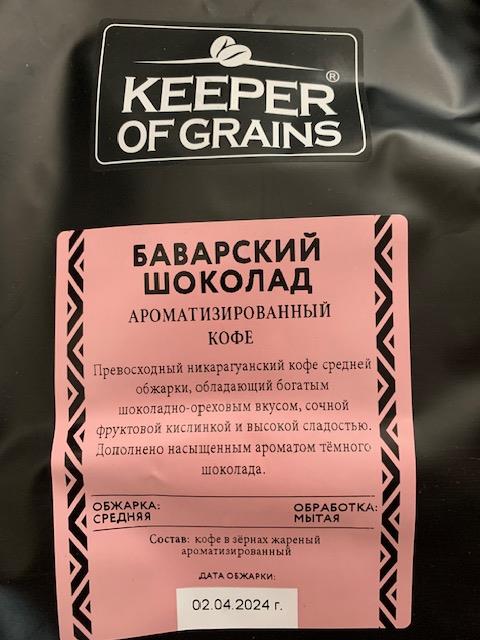 KEEPER®
OF GRAINS
БАВАРСКИЙ
ШОКОЛАД
АРОМАТИЗИРОВАННЫЙ
КОФЕ
Превосходный никарагуанский кофе средней
обжарки, обладающий богатым
шоколадно-ореховым вкусом, сочной
фруктовой кислинкой и высокой сладостью.
Дополнено насыщенным ароматом тёмного
шоколада.
ОБЖАРКА:
СРЕДНЯЯ
ОБРАБОТКА:
МЫТАЯ
Состав: кофе в зёрнах жареный
ароматизированный
ДАТА ОБЖАРКИ:
02.04.2024 г.